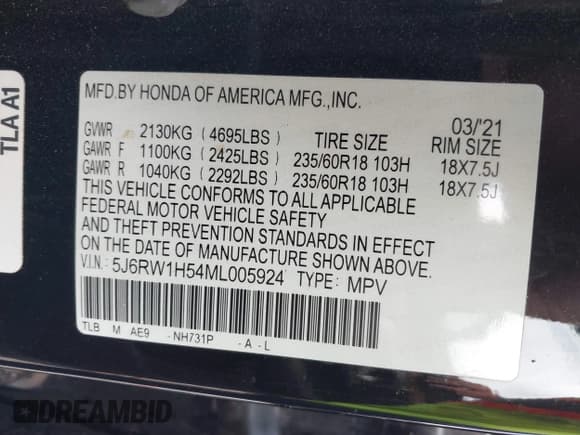 TLA A1
MFD.BY HONDA OF AMERICA MFG.,INC.
03/'21
GVWR 2130KG (4695LBS) TIRE SIZE RIM SIZE
GAWR F 1100KG (2425LBS) 235/60R18 103H 18X7.5J
GAWR R 1040KG (2292LBS) 235/60R18 103H 18X7.5J
THIS VEHICLE CONFORMS TO ALL APPLICABLE
FEDERAL MOTOR VEHICLE SAFETY
AND THEFT PREVENTION STANDARDS IN EFFECT
ON THE DATE OF MANUFACTURE SHOWN ABOVE.
V.I.N: 5J6RW1H54ML005924 TYPE: MPV
TLB M AE9 - NH731P - A - L
DREAMBID